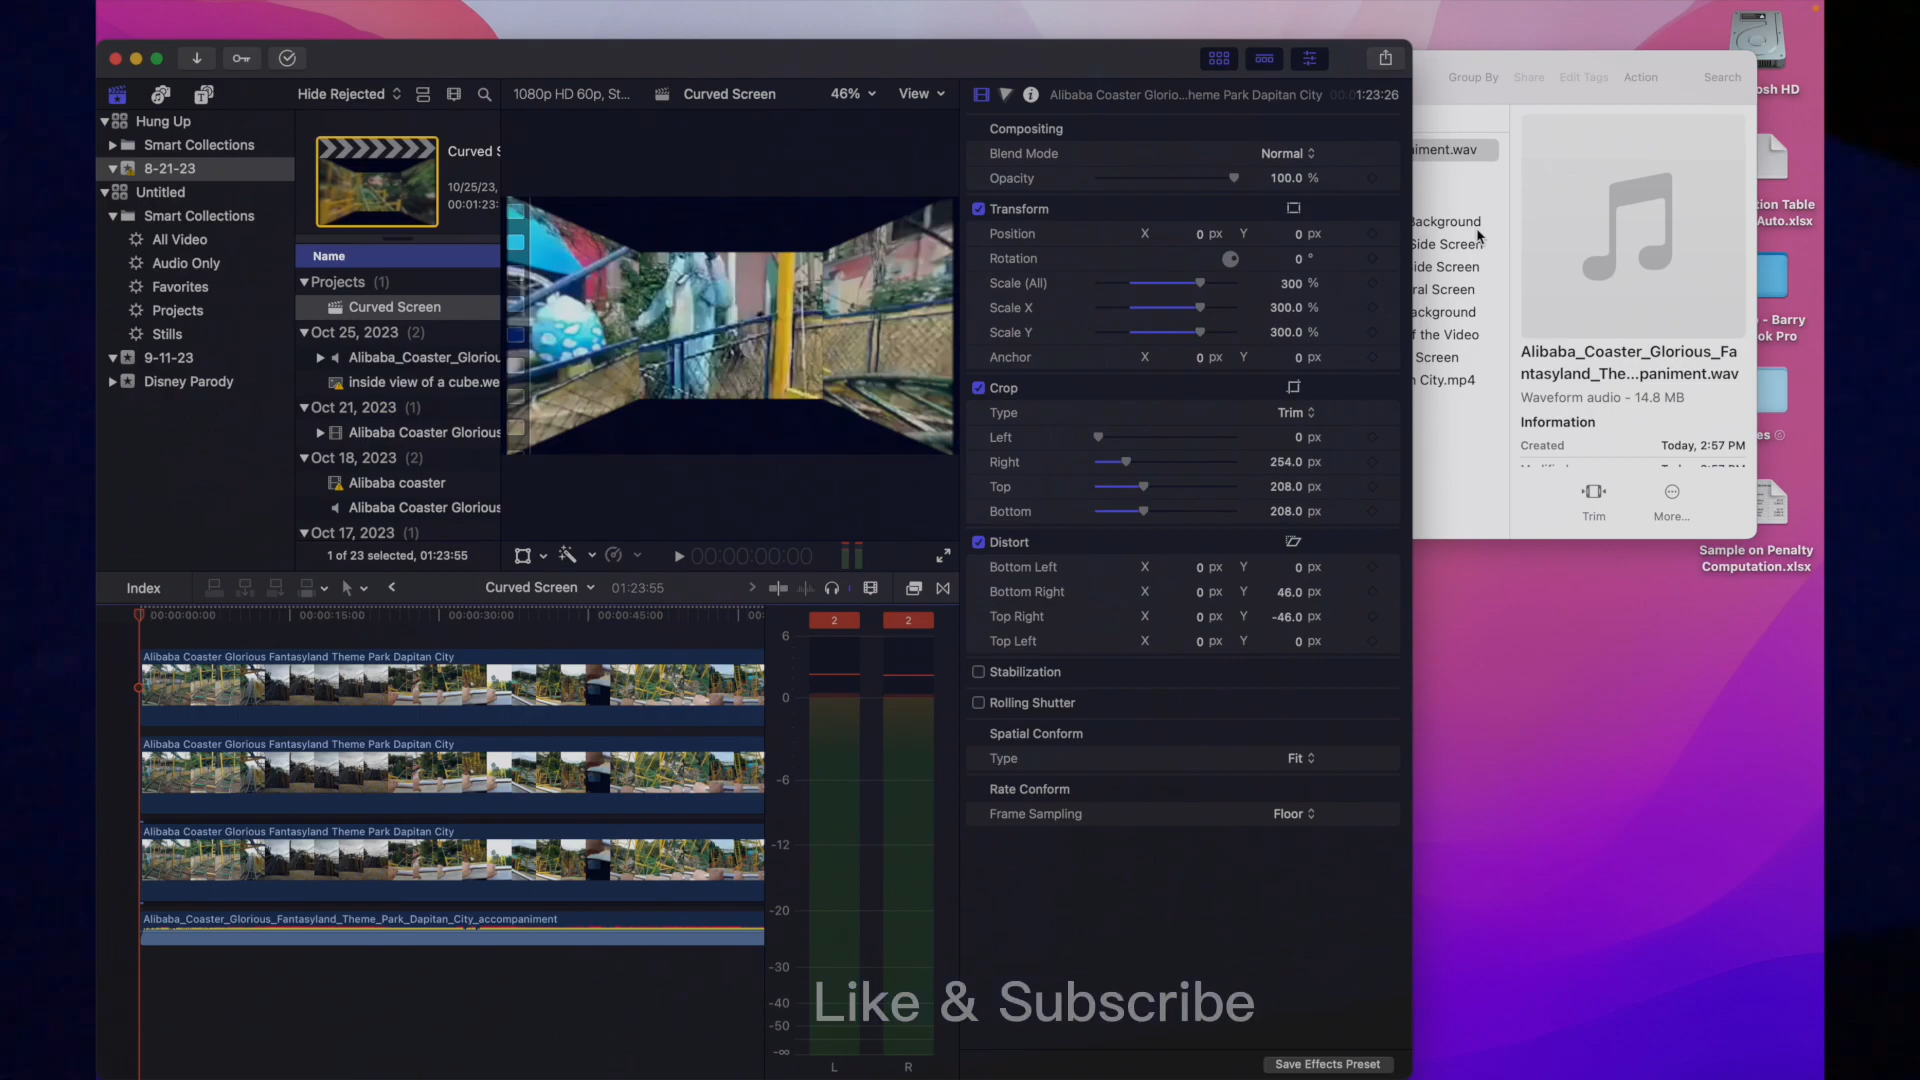 Hide Rejected
1080p HD 60p, St...
Curved Screen
46%
View
Alibaba Coaster Glorio...heme Park Dapitan City
1:23:26
Hung Up
Smart Collections
8-21-23
Untitled
Smart Collections
All Video
Audio Only
Favorites
Projects
Stills
9-11-23
Disney Parody
Curved S
10/25/23,
00:01:23:
Name
Projects (1)
Curved Screen
Oct 25, 2023 (2)
Alibaba_Coaster_Gloriou
inside view of a cube.we
Oct 21, 2023 (1)
Alibaba Coaster Glorious
Oct 18, 2023 (2)
Alibaba coaster
Alibaba Coaster Glorious
Oct 17, 2023 (1)
1 of 23 selected, 01:23:55
00:00:00:00
Compositing
Blend Mode Normal
Opacity 100.0 %
Transform
Position X 0 px Y 0 px
Rotation 0 °
Scale (All) 300 %
Scale X 300.0 %
Scale Y 300.0 %
Anchor X 0 px Y 0 px
Crop
Type Trim
Left 0 px
Right 254.0 px
Top 208.0 px
Bottom 208.0 px
Distort
Bottom Left X 0 px Y 0 px
Bottom Right X 0 px Y 46.0 px
Top Right X 0 px Y -46.0 px
Top Left X 0 px Y 0 px
Stabilization
Rolling Shutter
Spatial Conform
Type Fit
Rate Conform
Frame Sampling Floor
Save Effects Preset
Index
Curved Screen
01:23:55
00:00:00:00
00:00:15:00
00:00:30:00
00:00:45:00
00:
Alibaba Coaster Glorious Fantasyland Theme Park Dapitan City
Alibaba Coaster Glorious Fantasyland Theme Park Dapitan City
Alibaba Coaster Glorious Fantasyland Theme Park Dapitan City
Alibaba_Coaster_Glorious_Fantasyland_Theme_Park_Dapitan_City_accompaniment
2 2
6
0
-6
-12
-20
-30
-40
-50
-∞
L R
Like & Subscribe
Group By
Share
Edit Tags
Action
Search
niment.wav
Background
Side Screen
ide Screen
ral Screen
ackground
f the Video
Screen
n City.mp4
Alibaba_Coaster_Glorious_Fa
ntasyland_The...paniment.wav
Waveform audio - 14.8 MB
Information
Created Today, 2:57 PM
Trim
More...
osh HD
tion Table
Auto.xlsx
- Barry
ok Pro
es
Sample on Penalty
Computation.xlsx